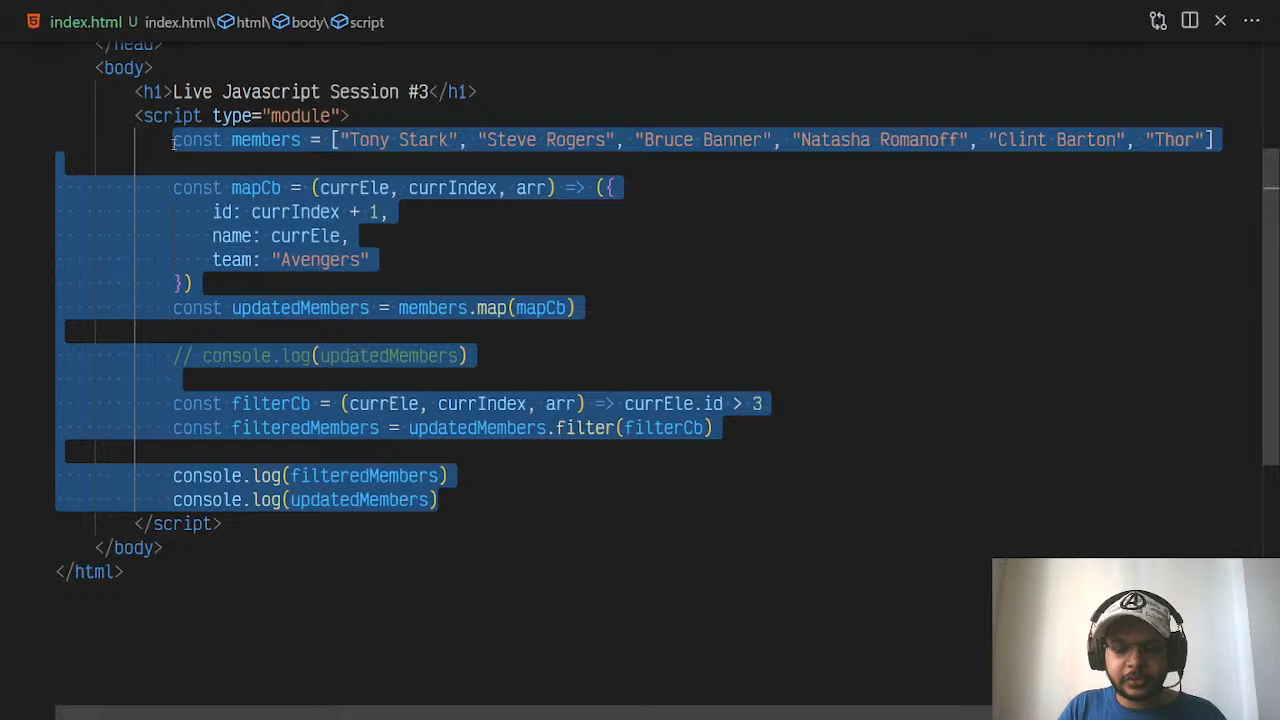 index.html U index.html\html\body\script
</head>
<body>
<h1>Live Javascript Session #3</h1>
<script type="module">
const members = ["Tony Stark", "Steve Rogers", "Bruce Banner", "Natasha Romanoff", "Clint Barton", "Thor"]
const mapCb = (currEle, currIndex, arr) => ({
id: currIndex + 1,
name: currEle,
team: "Avengers"
})
const updatedMembers = members.map(mapCb)
// console.log(updatedMembers)
const filterCb = (currEle, currIndex, arr) => currEle.id > 3
const filteredMembers = updatedMembers.filter(filterCb)
console.log(filteredMembers)
console.log(updatedMembers)
</script>
</body>
</html>